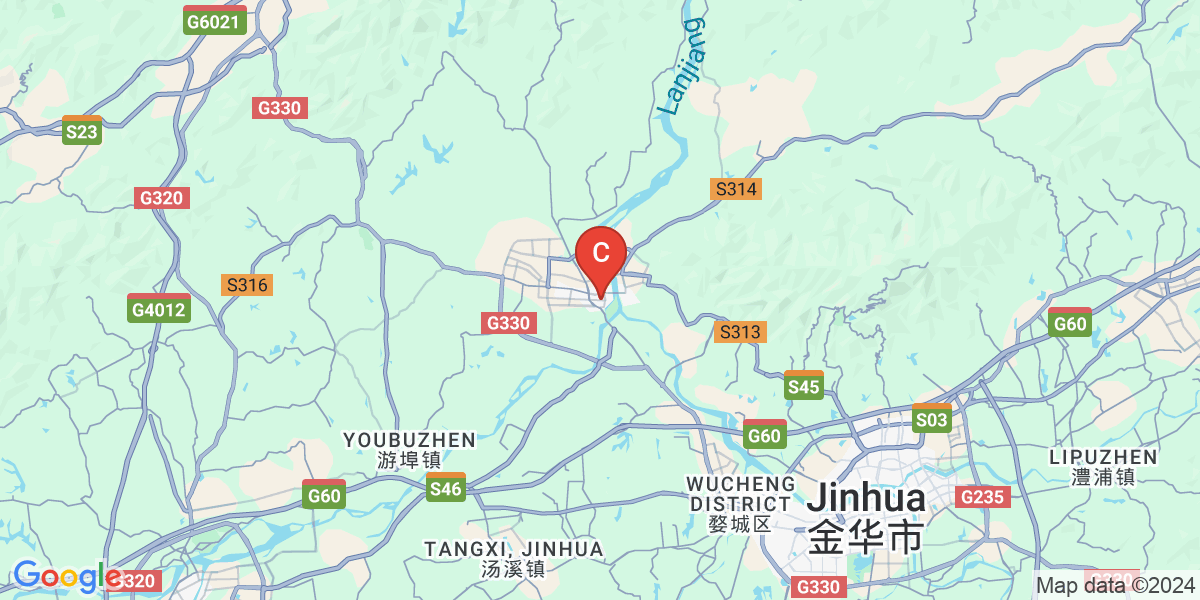 G6021
Lanjiang
G330
S23
S314
G320
C
S316
G4012
G330
G60
S313
S45
S03
G60
YOUBUZHEN
游埠镇
LIPUZHEN
澧浦镇
S46
G60
WUCHENG
DISTRICT
婺城区
Jinhua
金华市
G235
TANGXI, JINHUA
汤溪镇
Google
G320
G330
G330
Map data ©2024